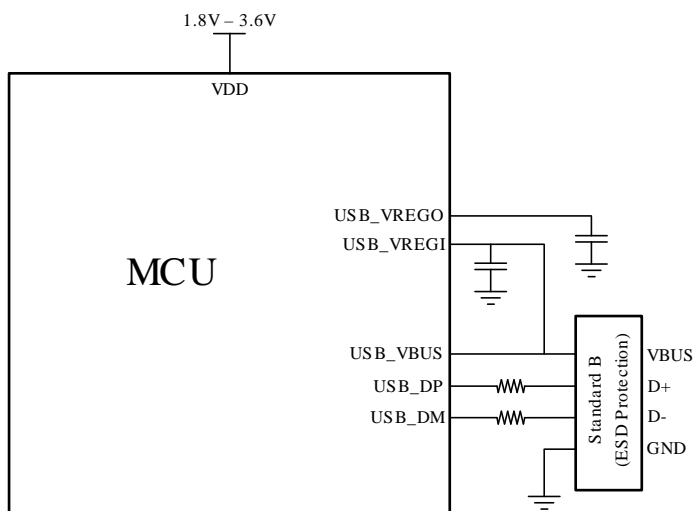 1.8V – 3.6V
VDD
USB_VREGO
USB_VREGI
MCU
USB_VBUS
USB_DP
USB_DM
Standard B
(ESD Protection)
VBUS
D+
D-
GND